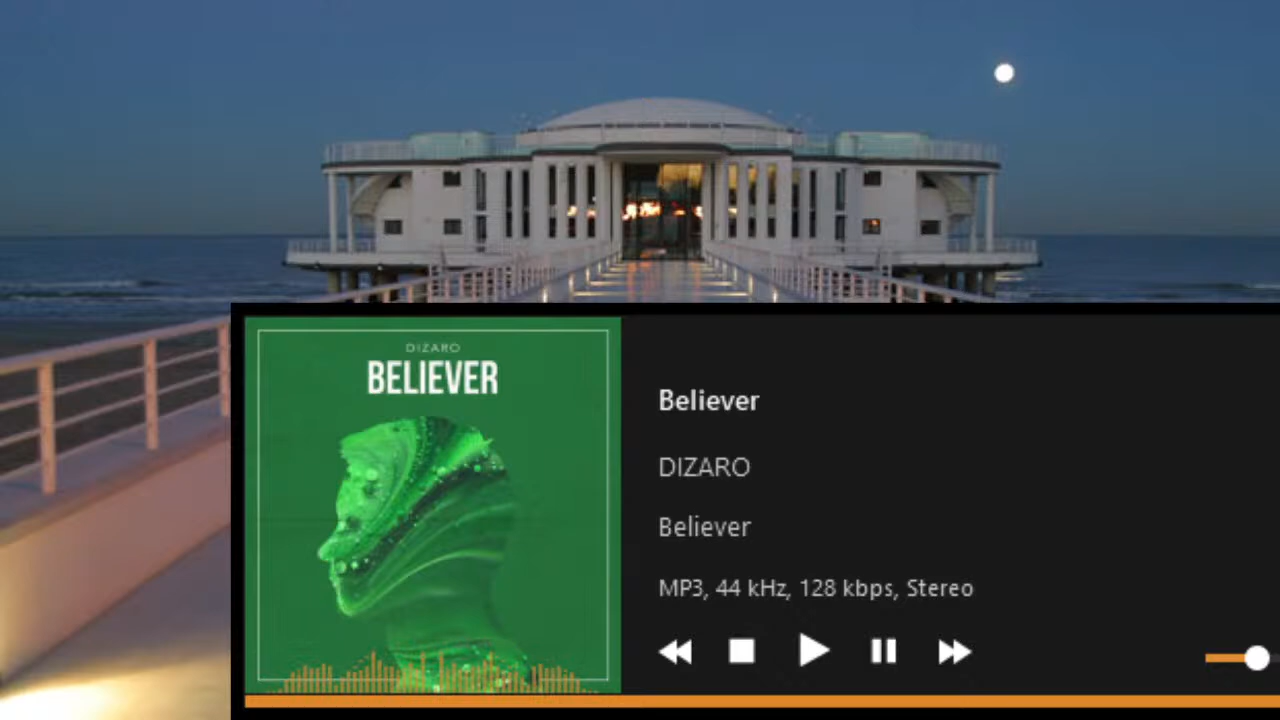 DIZARO
BELIEVER
Believer
DIZARO
Believer
MP3, 44 kHz, 128 kbps, Stereo